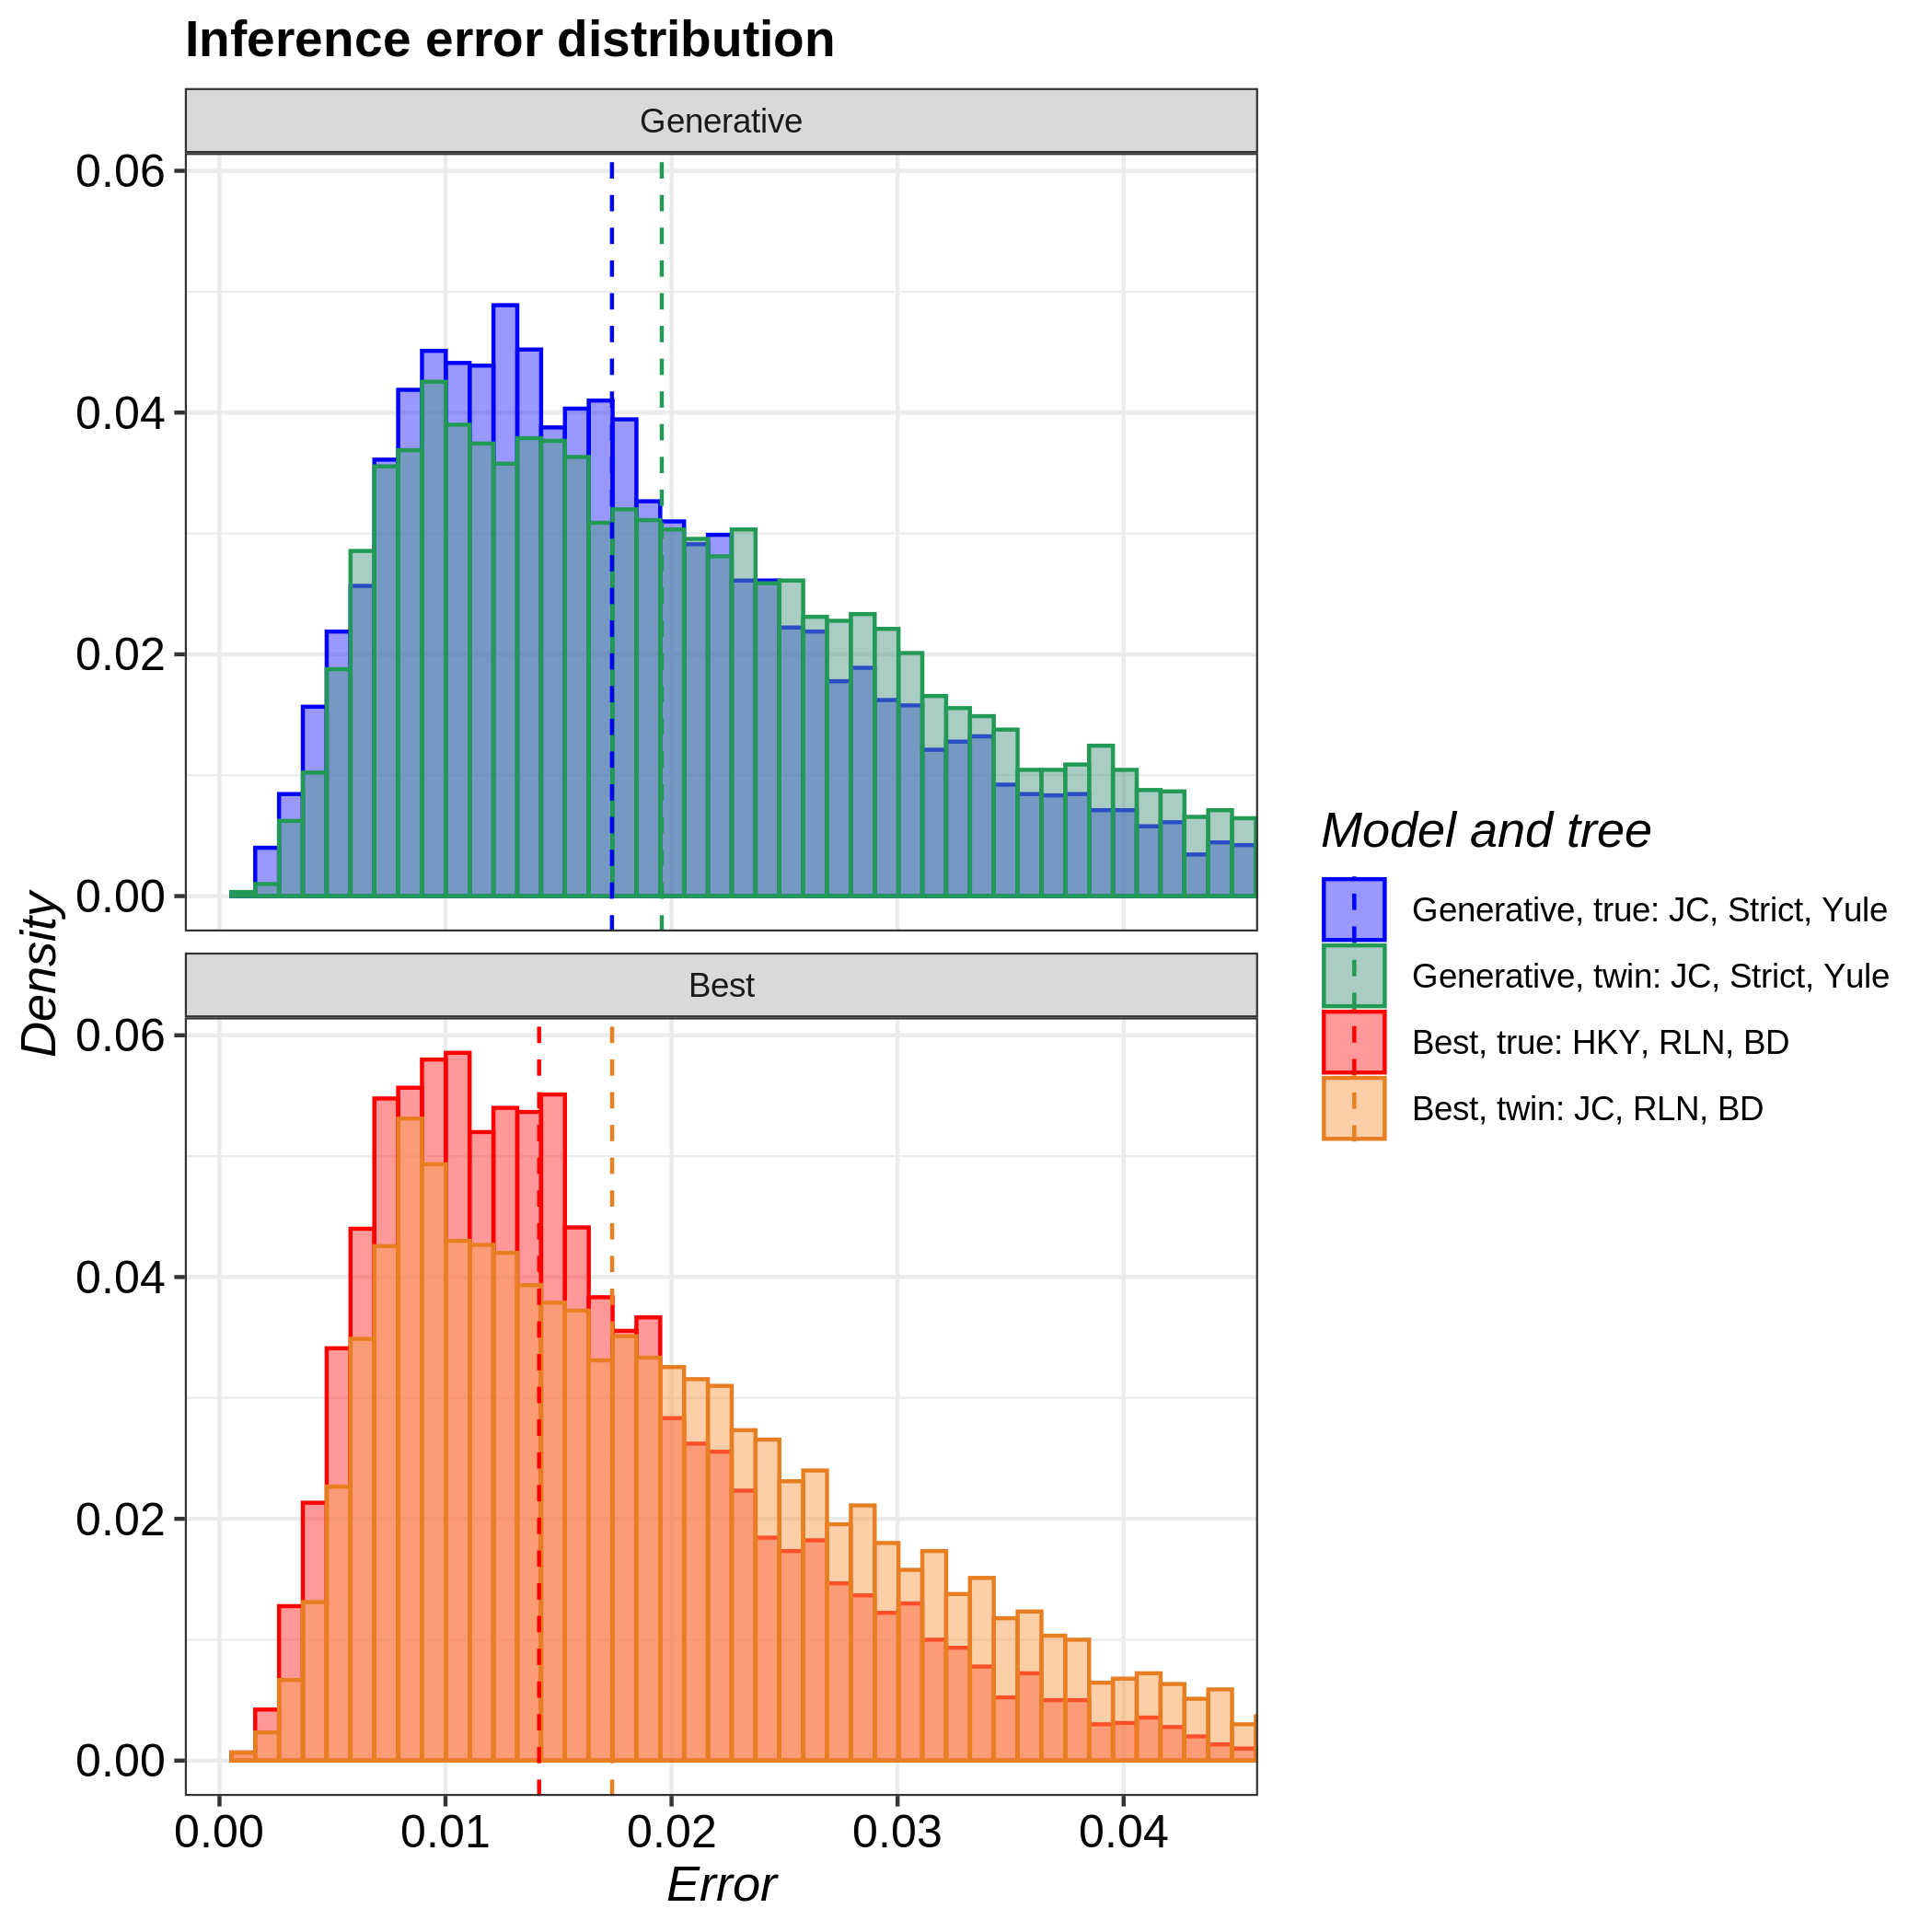 Inference error distribution
Generative
0.06
0.04
0.02
0.00
Best
0.06
0.04
0.02
0.00
0.00 0.01 0.02 0.03 0.04
Error
Density
Model and tree
Generative, true: JC, Strict, Yule
Generative, twin: JC, Strict, Yule
Best, true: HKY, RLN, BD
Best, twin: JC, RLN, BD